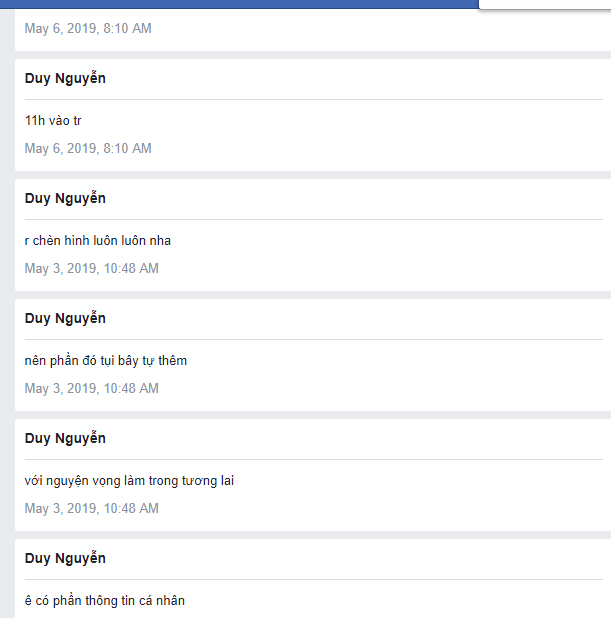 May 6, 2019, 8:10 AM
Duy Nguyễn
11h vào tr
May 6, 2019, 8:10 AM
Duy Nguyễn
r chèn hình luôn luôn nha
May 3, 2019, 10:48 AM
Duy Nguyễn
nên phần đó tụi bây tự thêm
May 3, 2019, 10:48 AM
Duy Nguyễn
với nguyện vọng làm trong tương lai
May 3, 2019, 10:48 AM
Duy Nguyễn
ê có phần thông tin cá nhân